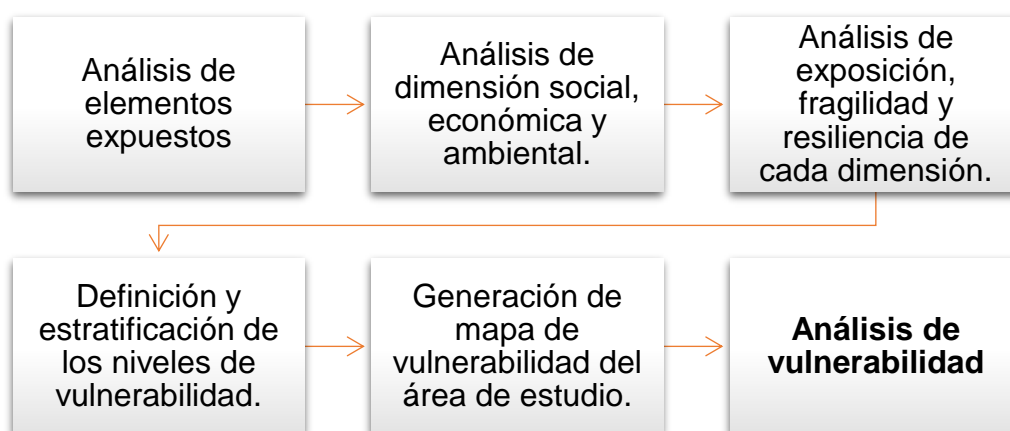 Análisis de
elementos
expuestos
Análisis de
dimensión social,
económica y
ambiental.
Análisis de
exposición,
fragilidad y
resiliencia de
cada dimensión.
Definición y
estratificación de
los niveles de
vulnerabilidad.
Generación de
mapa de
vulnerabilidad del
área de estudio.
Análisis de
vulnerabilidad